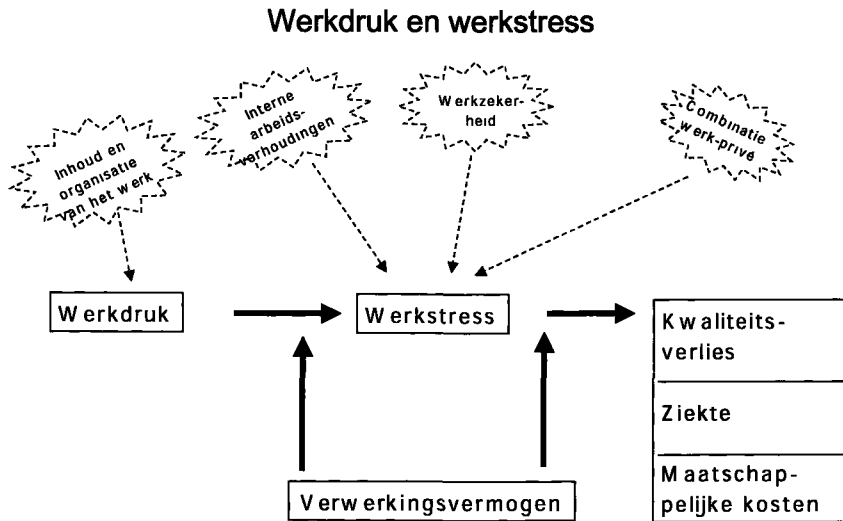 Werkdruk en werkstress
Inhoud en
organisatie
van het werk
Interne
arbeids-
verhoudingen
Werkzeker-
heid
Combinatie
werk-privé
Werkdruk
Werkstress
Kwaliteits-
verlies
Ziekte
Maatschap-
pelijke kosten
Verwerkingsvermogen